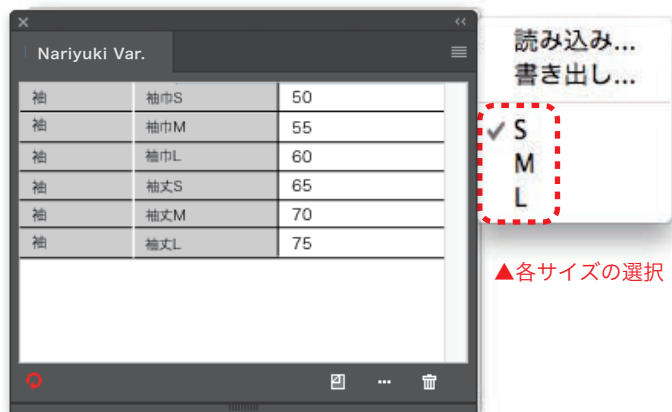 Nariyuki Var.
袖 袖巾S 50
袖 袖巾M 55
袖 袖巾L 60
袖 袖丈S 65
袖 袖丈M 70
袖 袖丈L 75
読み込み...
書き出し...
✓ S
M
L
▲各サイズの選択